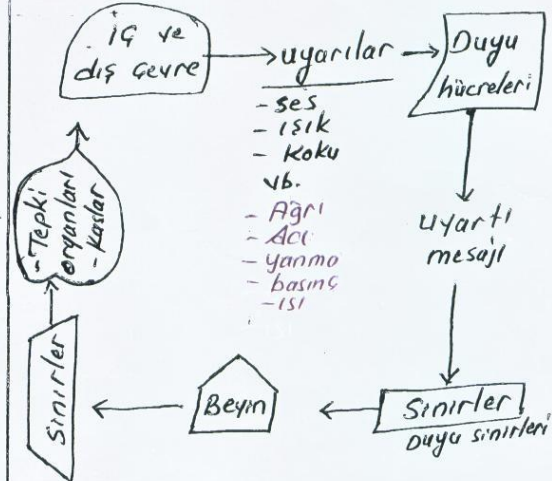 iç ve
dış çevre
uyarılar
- ses
- ışık
- koku
vb.
- Ağrı
- Acı
- yanma
- basınç
- ısı
Duyu
hücreleri
uyartı
mesajı
Sinirler
Duyu sinirleri
Beyin
Sinirler
- Tepki
organları
- kaslar